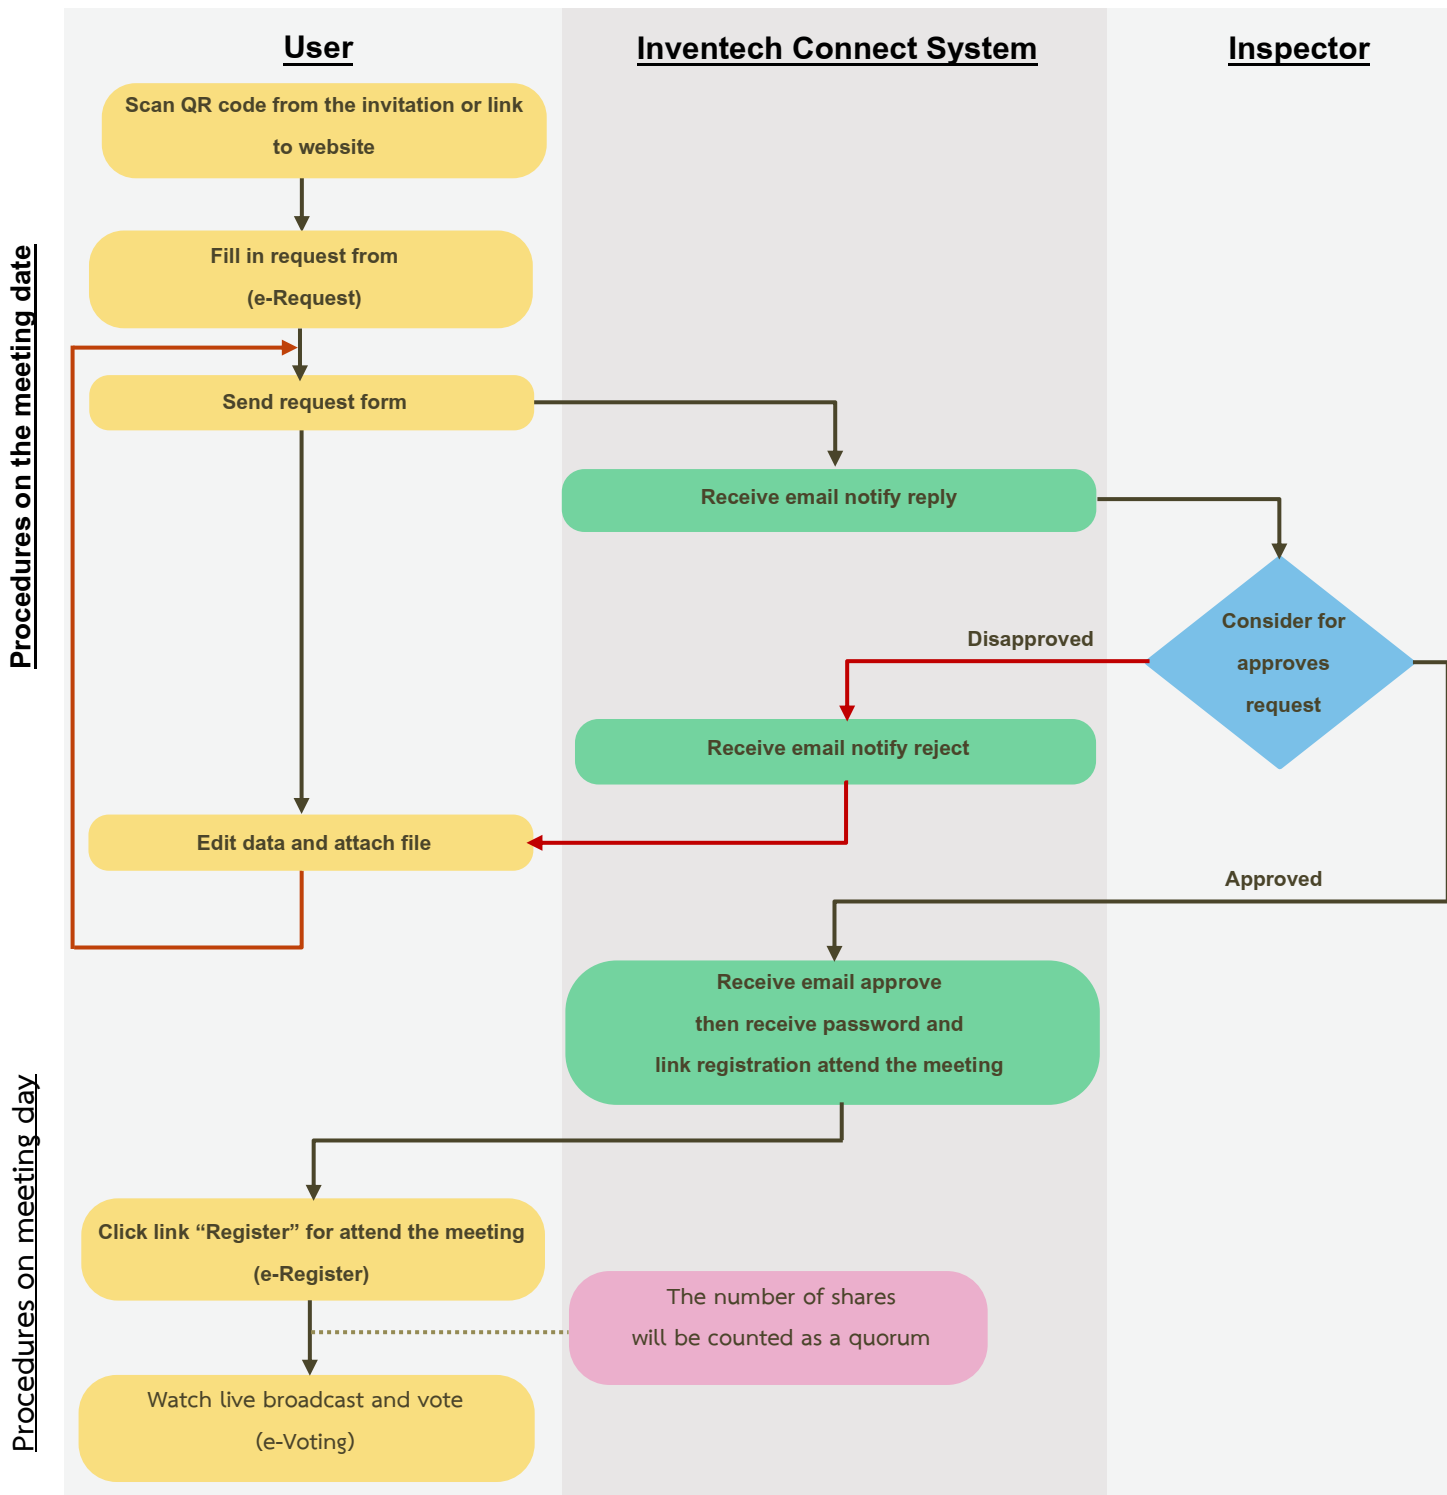 User
Inventech Connect System
Inspector
Scan QR code from the invitation or link
to website
Procedures on the meeting date
Fill in request from
(e-Request)
Send request form
Receive email notify reply
Consider for
approves
request
Disapproved
Receive email notify reject
Edit data and attach file
Approved
Receive email approve
then receive password and
link registration attend the meeting
Procedures on meeting day
Click link “Register” for attend the meeting
(e-Register)
The number of shares
will be counted as a quorum
Watch live broadcast and vote
(e-Voting)